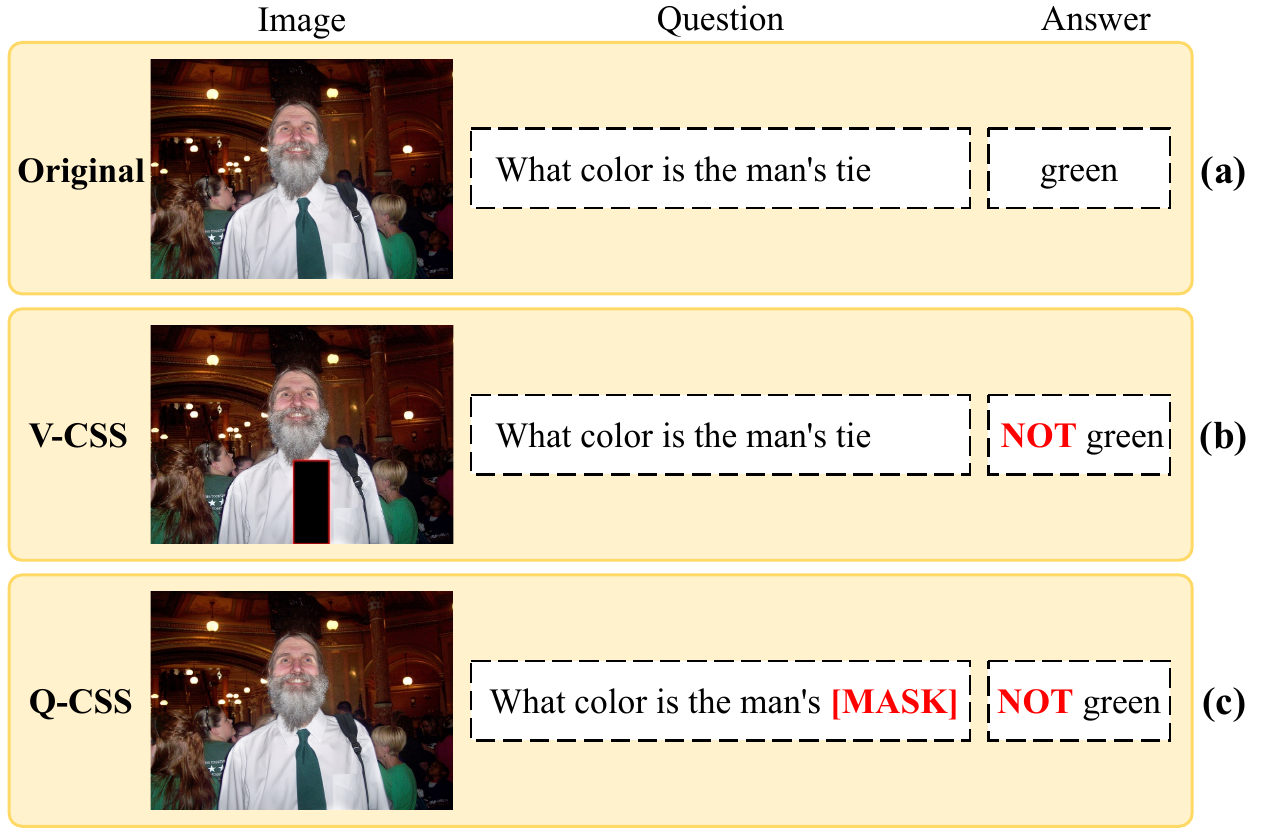 Image Question Answer
Original What color is the man's tie green (a)
V-CSS What color is the man's tie NOT green (b)
Q-CSS What color is the man's [MASK] NOT green (c)